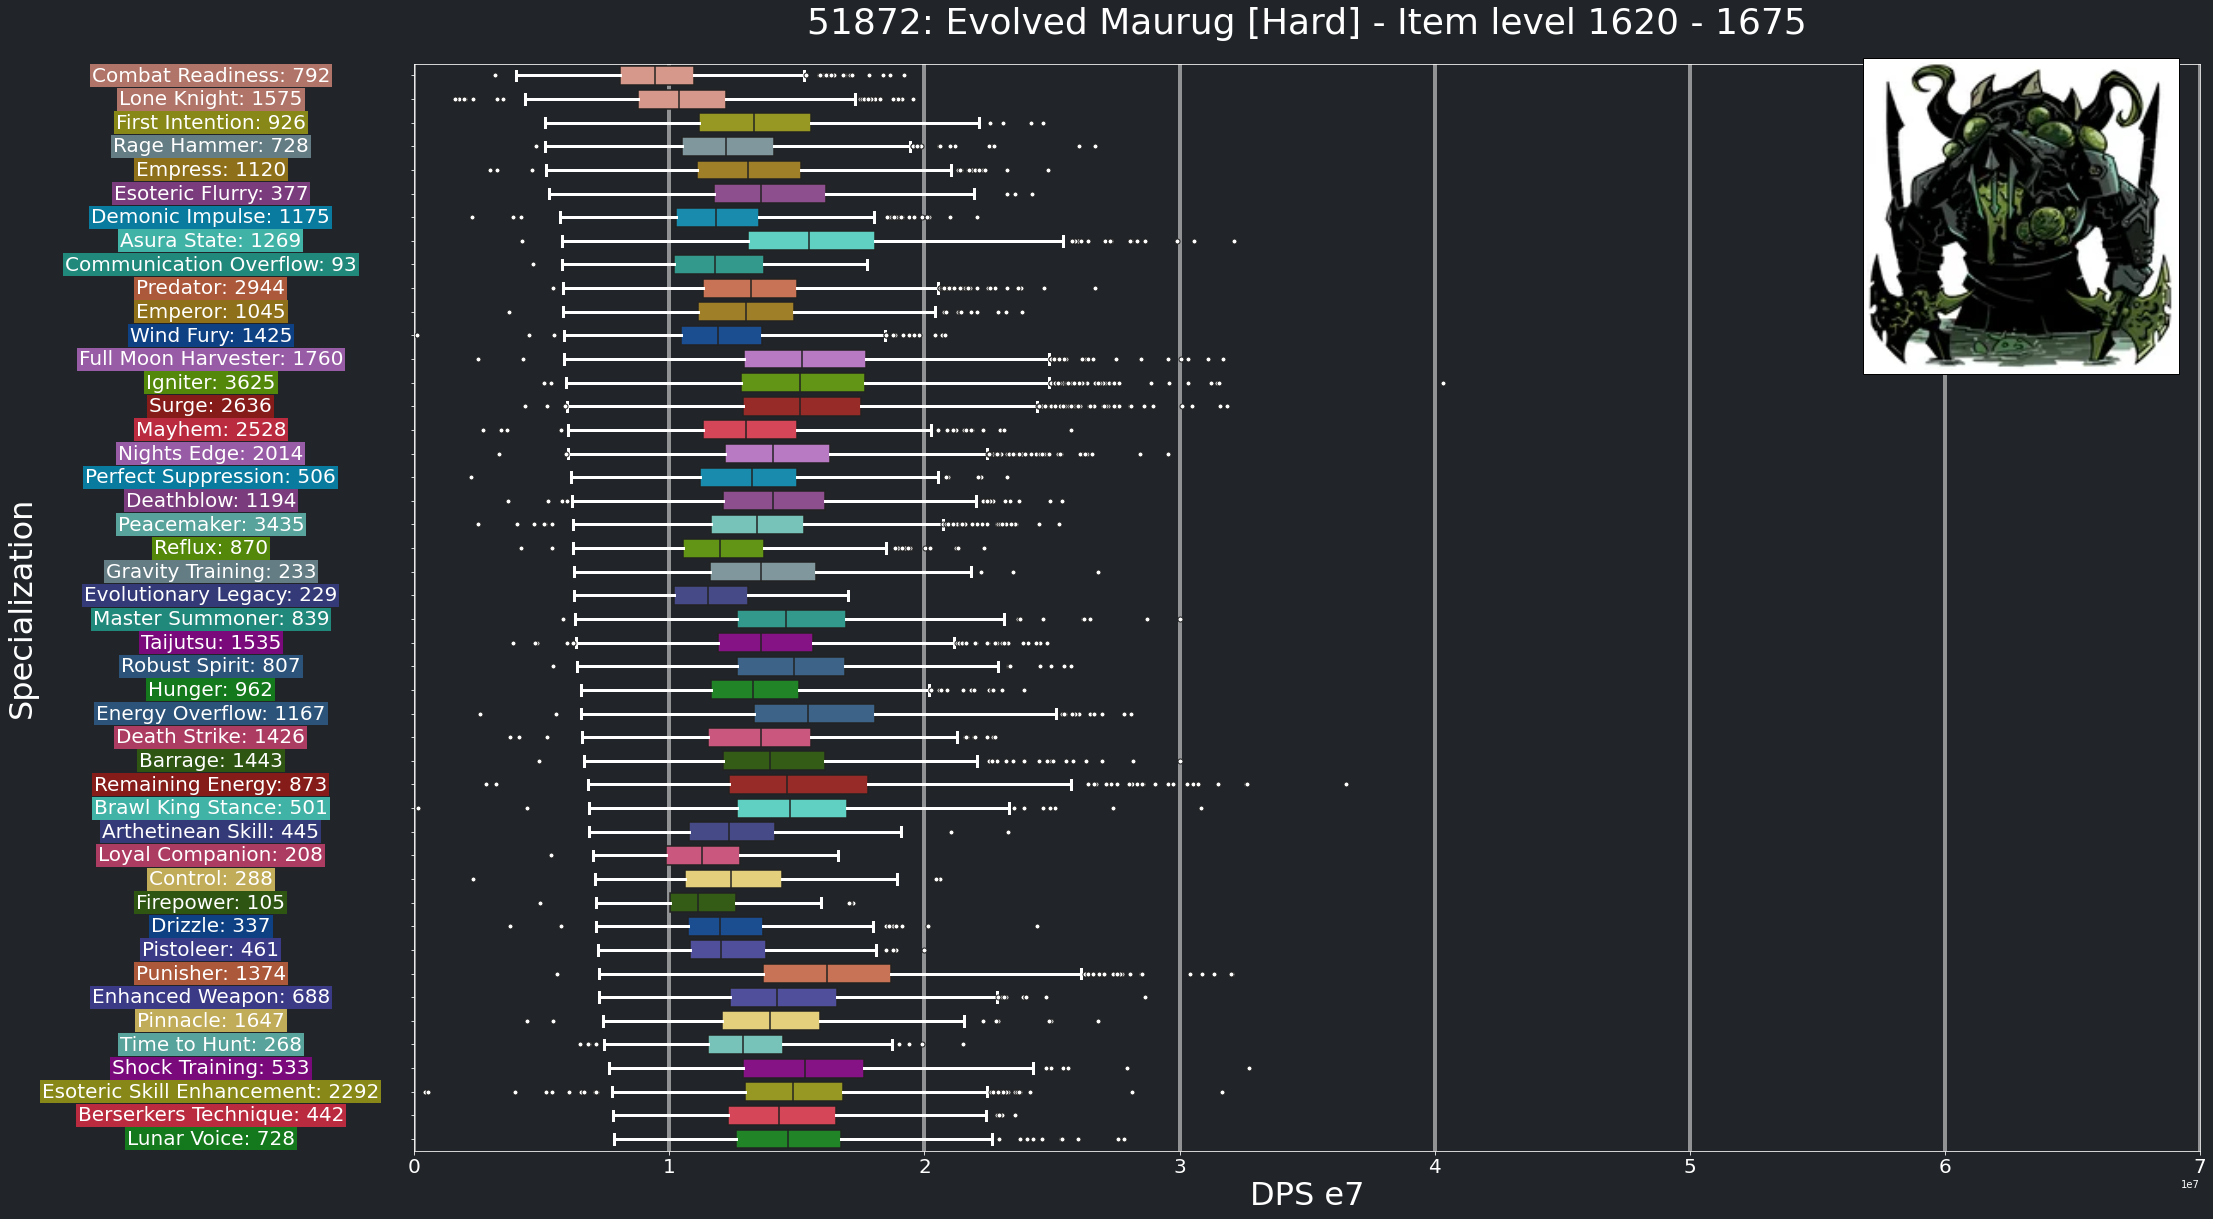 51872: Evolved Maurug [Hard] - Item level 1620 - 1675
Specialization
Combat Readiness: 792
Lone Knight: 1575
First Intention: 926
Rage Hammer: 728
Empress: 1120
Esoteric Flurry: 377
Demonic Impulse: 1175
Asura State: 1269
Communication Overflow: 93
Predator: 2944
Emperor: 1045
Wind Fury: 1425
Full Moon Harvester: 1760
Igniter: 3625
Surge: 2636
Mayhem: 2528
Nights Edge: 2014
Perfect Suppression: 506
Deathblow: 1194
Peacemaker: 3435
Reflux: 870
Gravity Training: 233
Evolutionary Legacy: 229
Master Summoner: 839
Taijutsu: 1535
Robust Spirit: 807
Hunger: 962
Energy Overflow: 1167
Death Strike: 1426
Barrage: 1443
Remaining Energy: 873
Brawl King Stance: 501
Arthetinean Skill: 445
Loyal Companion: 208
Control: 288
Firepower: 105
Drizzle: 337
Pistoleer: 461
Punisher: 1374
Enhanced Weapon: 688
Pinnacle: 1647
Time to Hunt: 268
Shock Training: 533
Esoteric Skill Enhancement: 2292
Berserkers Technique: 442
Lunar Voice: 728
0 1 2 3 4 5 6 7
1e7
DPS e7